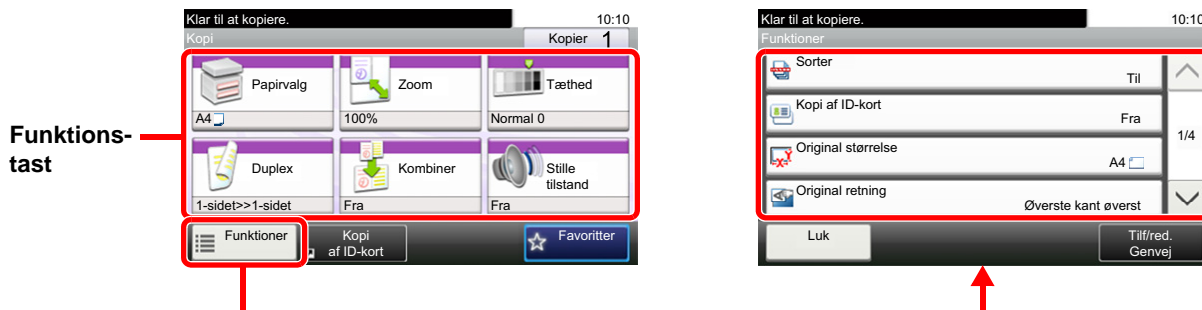 Funktions-
tast
Klar til at kopiere. 10:10
Kopi Kopier 1
Papirvalg Zoom Tæthed
A4 100% Normal 0
Duplex Kombiner Stille
tilstand
1-sidet>>1-sidet Fra Fra
Funktioner Kopi Favoritter
af ID-kort
Klar til at kopiere. 10:10
Funktioner
Sorter
Til
Kopi af ID-kort
Fra
1/4
Original størrelse
A4
Original retning
Øverste kant øverst
Luk Tilf/red.
Genvej